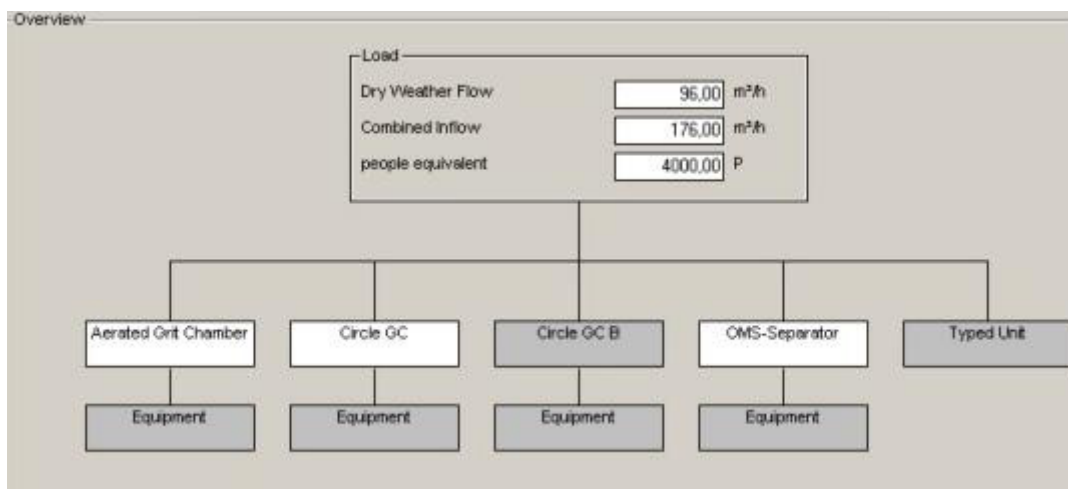 Overview
Load
Dry Weather Flow 96,00 m³/h
Combined Inflow 176,00 m³/h
people equivalent 4000,00 P
Aerated Grit Chamber Circle GC Circle GC B OMS-Separator Typed Unit
Equipment Equipment Equipment Equipment